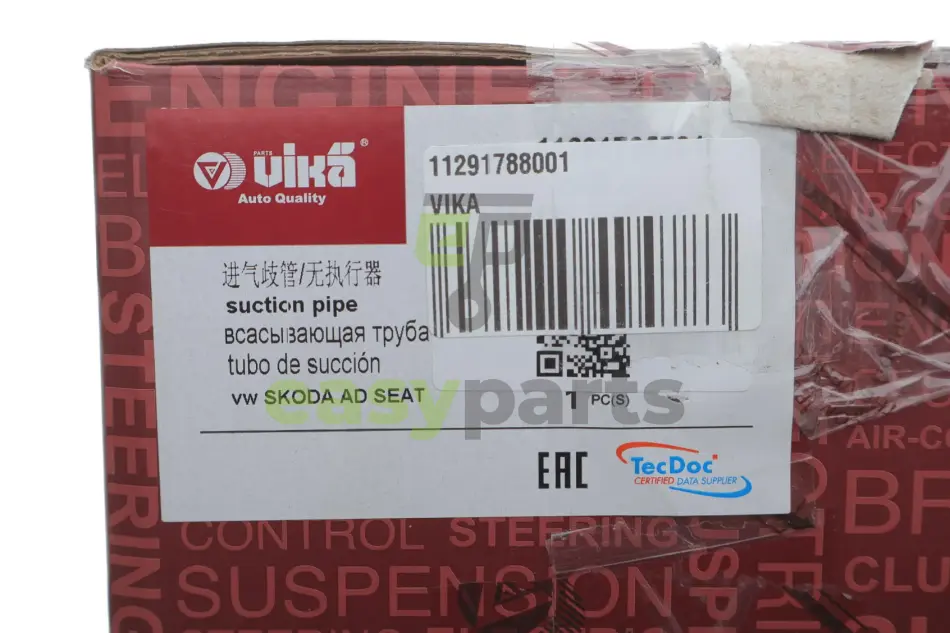 ENGINE
PARTS
vika®
Auto Quality
11291788001
VIKA
进气歧管/无执行器
suction pipe
всасывающая труба
tubo de succión
vw SKODA AD SEAT
1 PC(S)
easyparts
EAC
TecDoc
CERTIFIED DATA SUPPLIER
STEERING
AIR-C
CONTROL STEERING
SUSPENSION
CLU